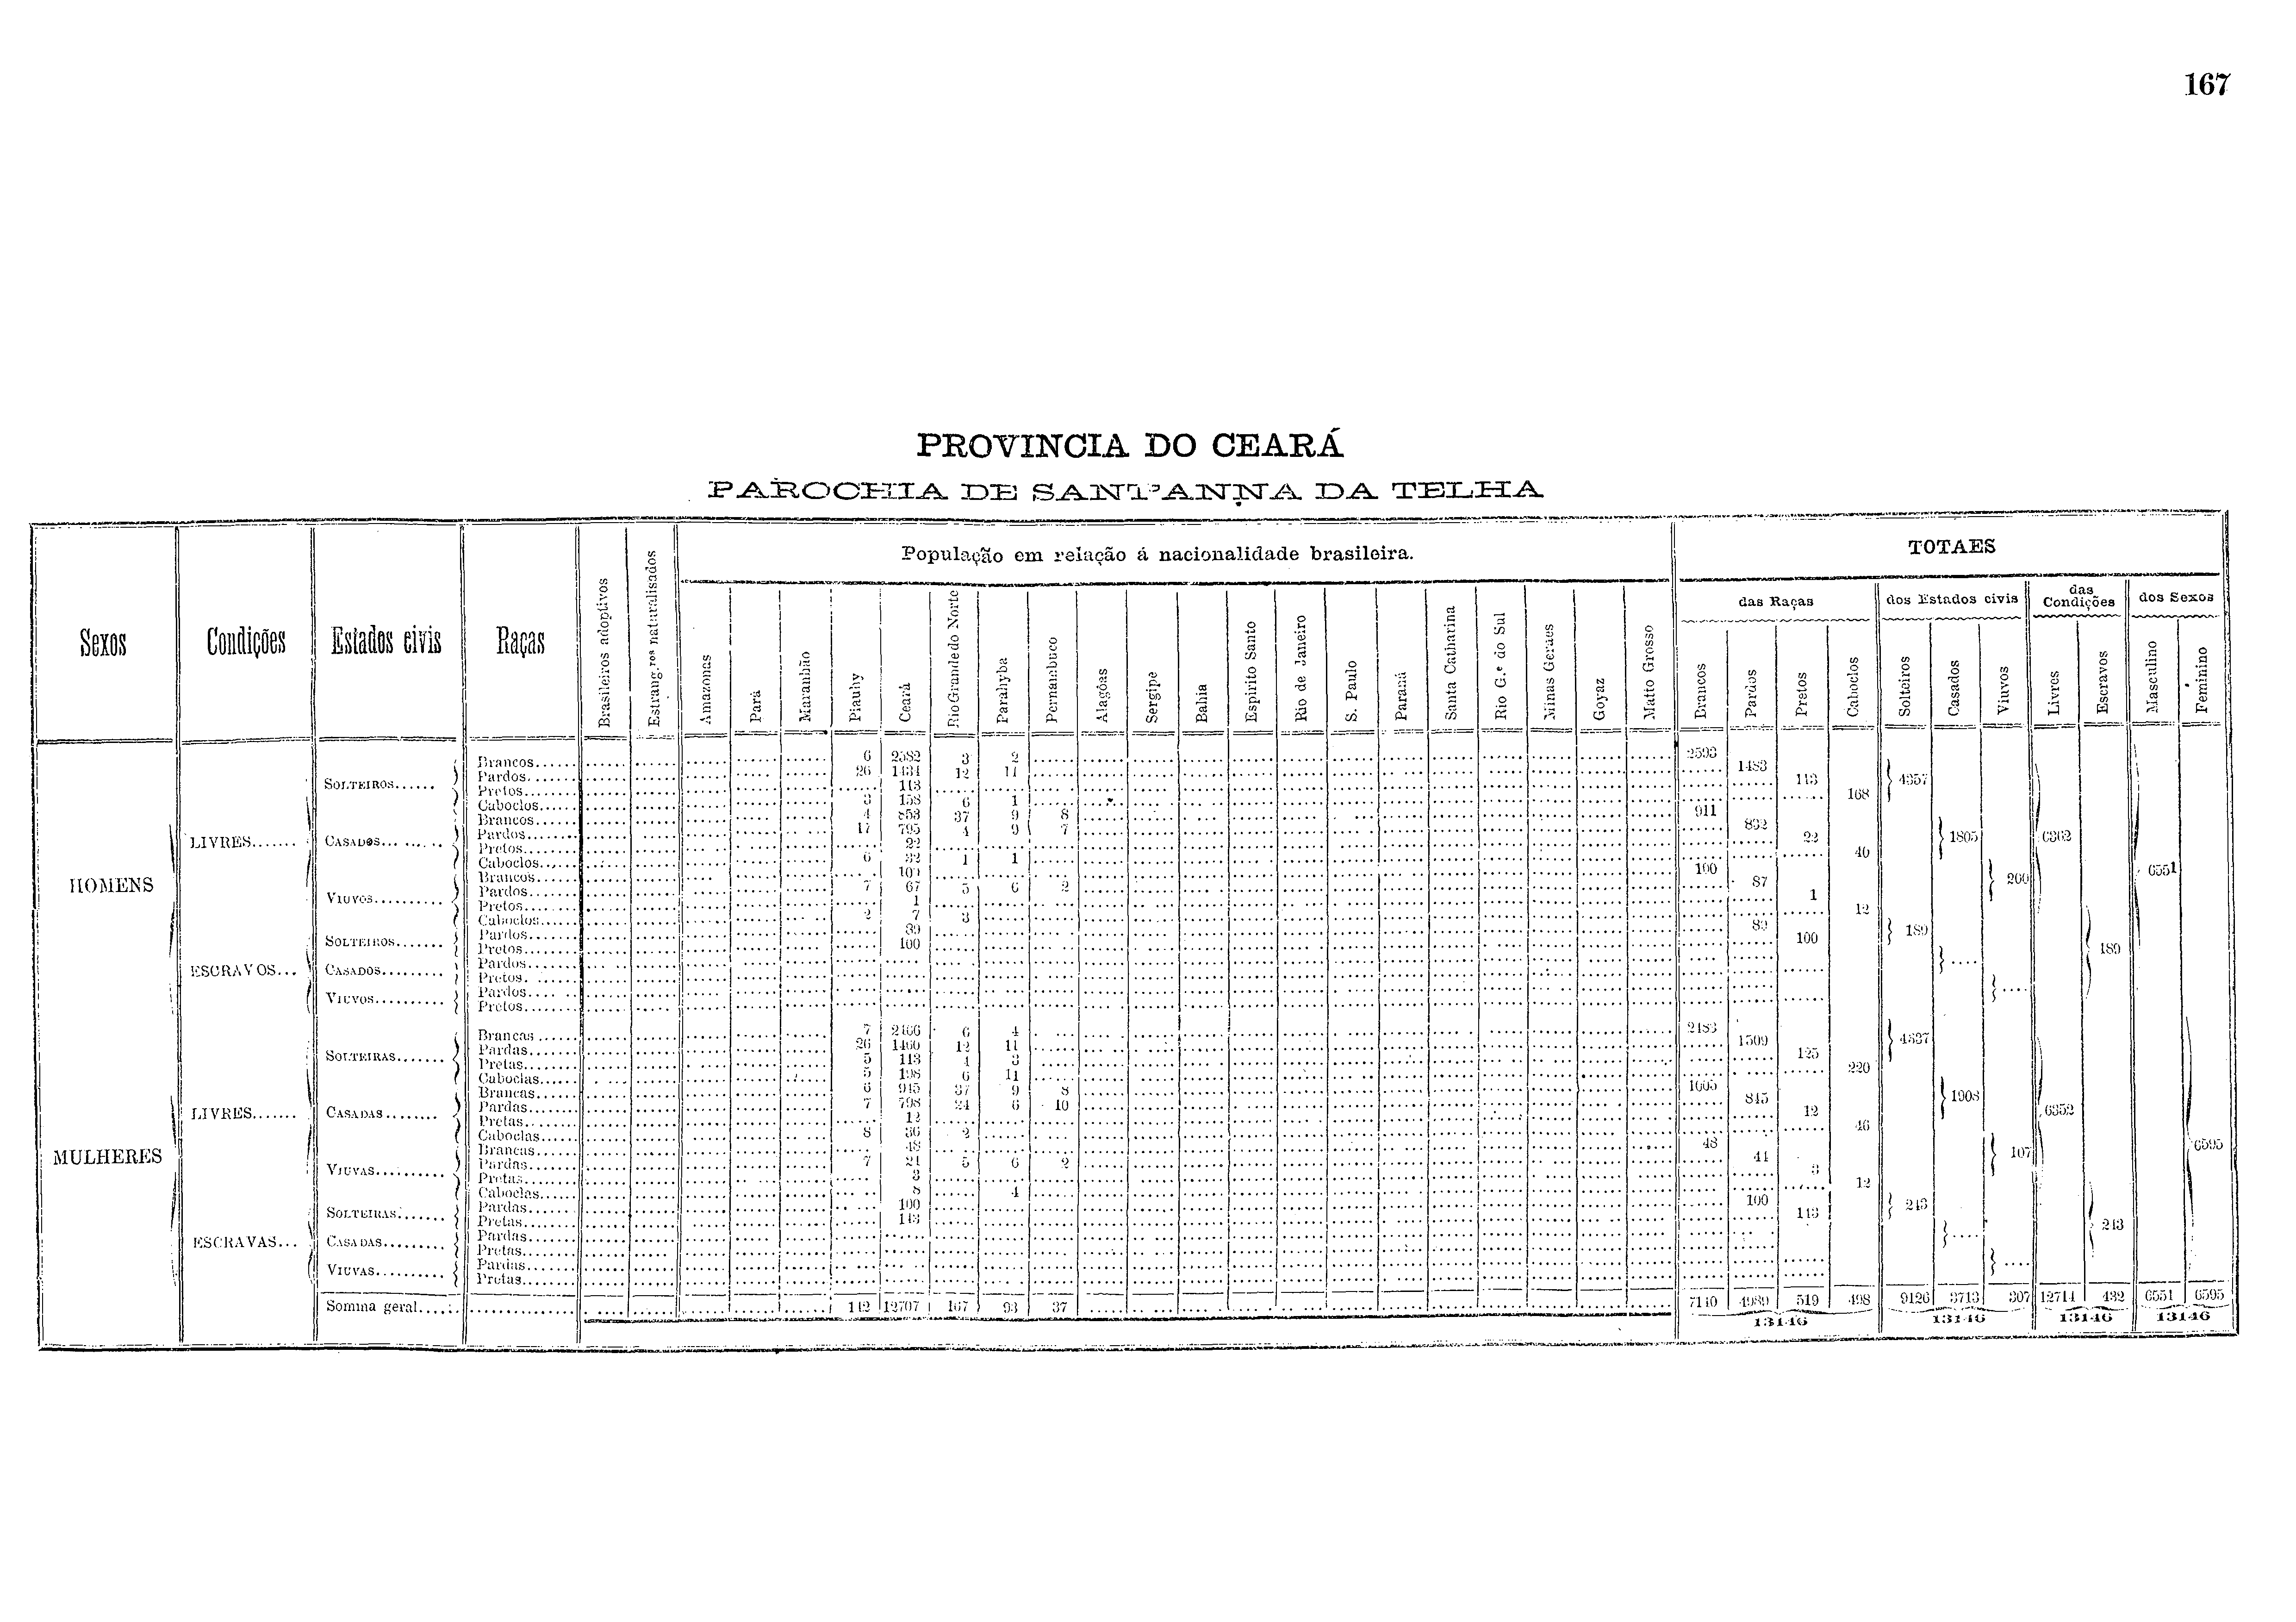 167
PROVINCIA DO CEARÁ
PAROCHIA DE SANT'ANNA DA TELHA
Sexos | Condições | Estados civis | Raças | Brasileiros adoptivos | Estrang.ros naturalisados | População em relação á nacionalidade brasileira. | TOTAES
das Raças | dos Estados civis | das Condições | dos Sexos
Amazonas | Pará | Maranhão | Piauhy | Ceará | Rio Grande do Norte | Parahyba | Pernambuco | Alagôas | Sergipe | Bahia | Espirito Santo | Rio de Janeiro | S. Paulo | Paraná | Santa Catharina | Rio G.e do Sul | Minas Geraes | Goyaz | Matto Grosso | Brancos | Pardos | Pretos | Caboclos | Solteiros | Casados | Viuvos | Livres | Escravos | Masculino | Feminino
HOMENS
LIVRES
SOLTEIROS 4357
Brancos 6 2582 3 2 2593
Pardos 26 1434 12 11 1483
Pretos 113 113
Caboclos 3 158 6 1 168
CASADOS 1805 6362
Brancos 4 853 37 9 8 911
Pardos 17 795 4 9 7 832
Pretos 22 22
Caboclos 6 32 1 1 40
VIUVOS 200 6551
Brancos 100 100
Pardos 7 67 5 6 2 87
Pretos 1 1
Caboclos 2 7 3 12
ESCRAVOS
SOLTEIROS 189 189
Pardos 89 89
Pretos 100 100
CASADOS
Pardos
Pretos
VIUVOS
Pardos
Pretos
MULHERES
LIVRES
SOLTEIRAS 4337
Brancas 7 2466 6 4 2483
Pardas 26 1460 12 11 1509
Pretas 5 113 4 3 125
Caboclas 5 198 6 11 220
CASADAS 1908 6352
Brancas 6 945 37 9 8 1005
Pardas 7 798 24 6 10 845
Pretas 12 12
Caboclas 8 36 2 46
VIUVAS 107 6595
Brancas 48 48
Pardas 7 24 5 6 2 44
Pretas 3 3
Caboclas 8 4 12
ESCRAVAS
SOLTEIRAS 243 243
Pardas 100 100
Pretas 143 143
CASADAS
Pardas
Pretas
VIUVAS
Pardas
Pretas
Somma geral 142 12707 167 93 37 7140 4989 519 498 9126 3713 307 12714 432 6551 6595
13146 13146 13146 13146